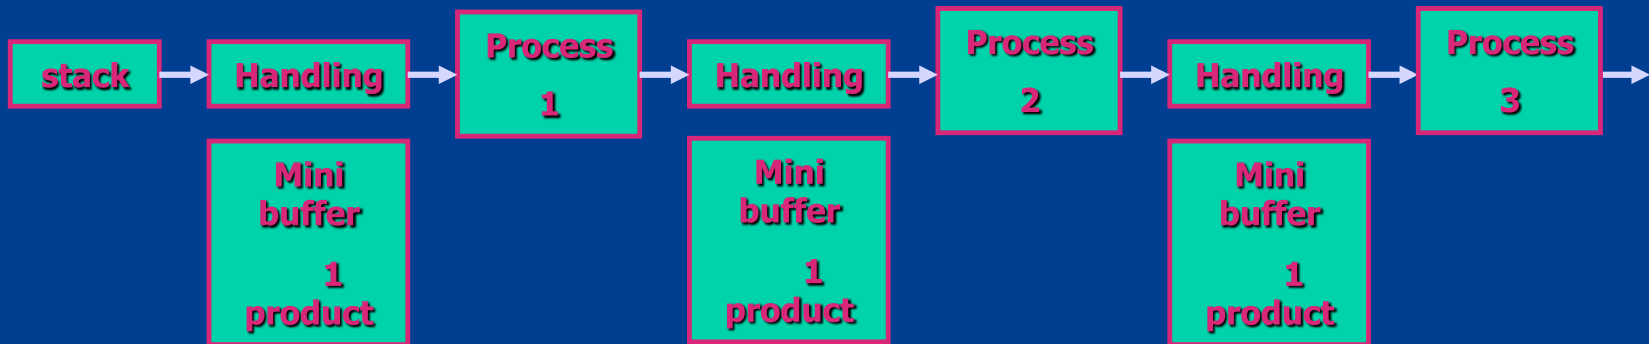 stack
Handling
Process
1
Handling
Process
2
Handling
Process
3
Mini
buffer
1
product
Mini
buffer
1
product
Mini
buffer
1
product